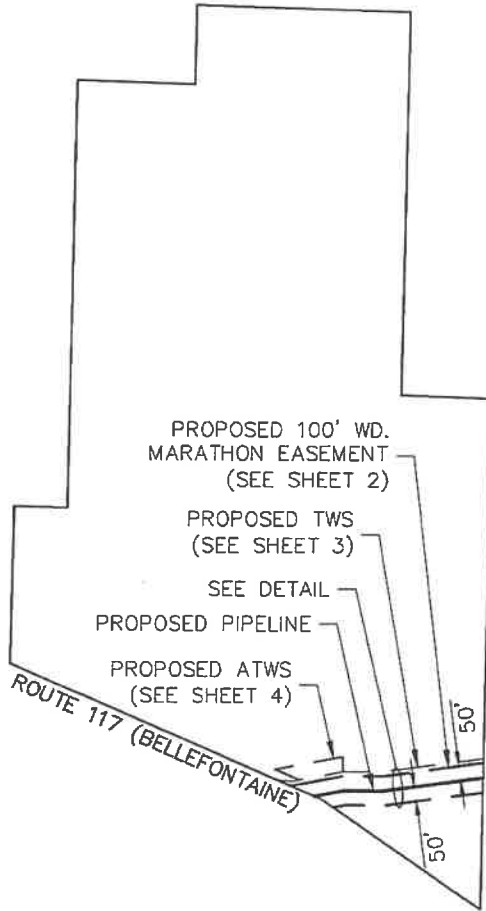 PROPOSED 100' WD.
MARATHON EASEMENT
(SEE SHEET 2)
PROPOSED TWS
(SEE SHEET 3)
SEE DETAIL
PROPOSED PIPELINE
PROPOSED ATWS
(SEE SHEET 4)
ROUTE 117 (BELLEFONTAINE)
50'
50'